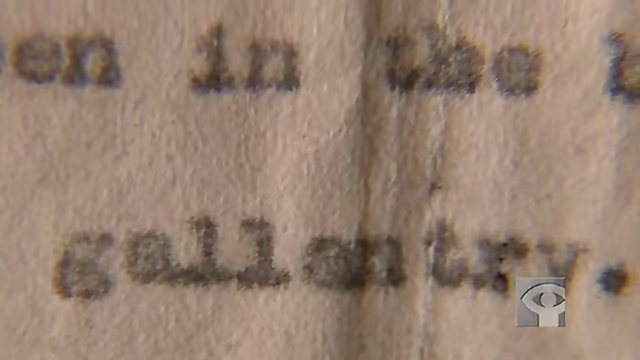 en in the
gallantry.